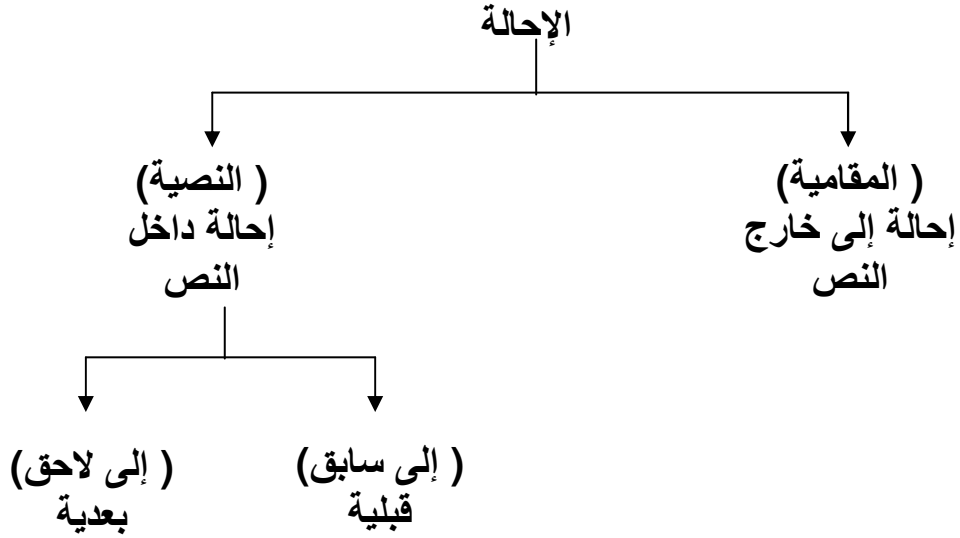 الإحالة
( المقامية)
إحالة إلى خارج
النص
( النصية)
إحالة داخل
النص
( إلى سابق)
قبلية
( إلى لاحق)
بعدية